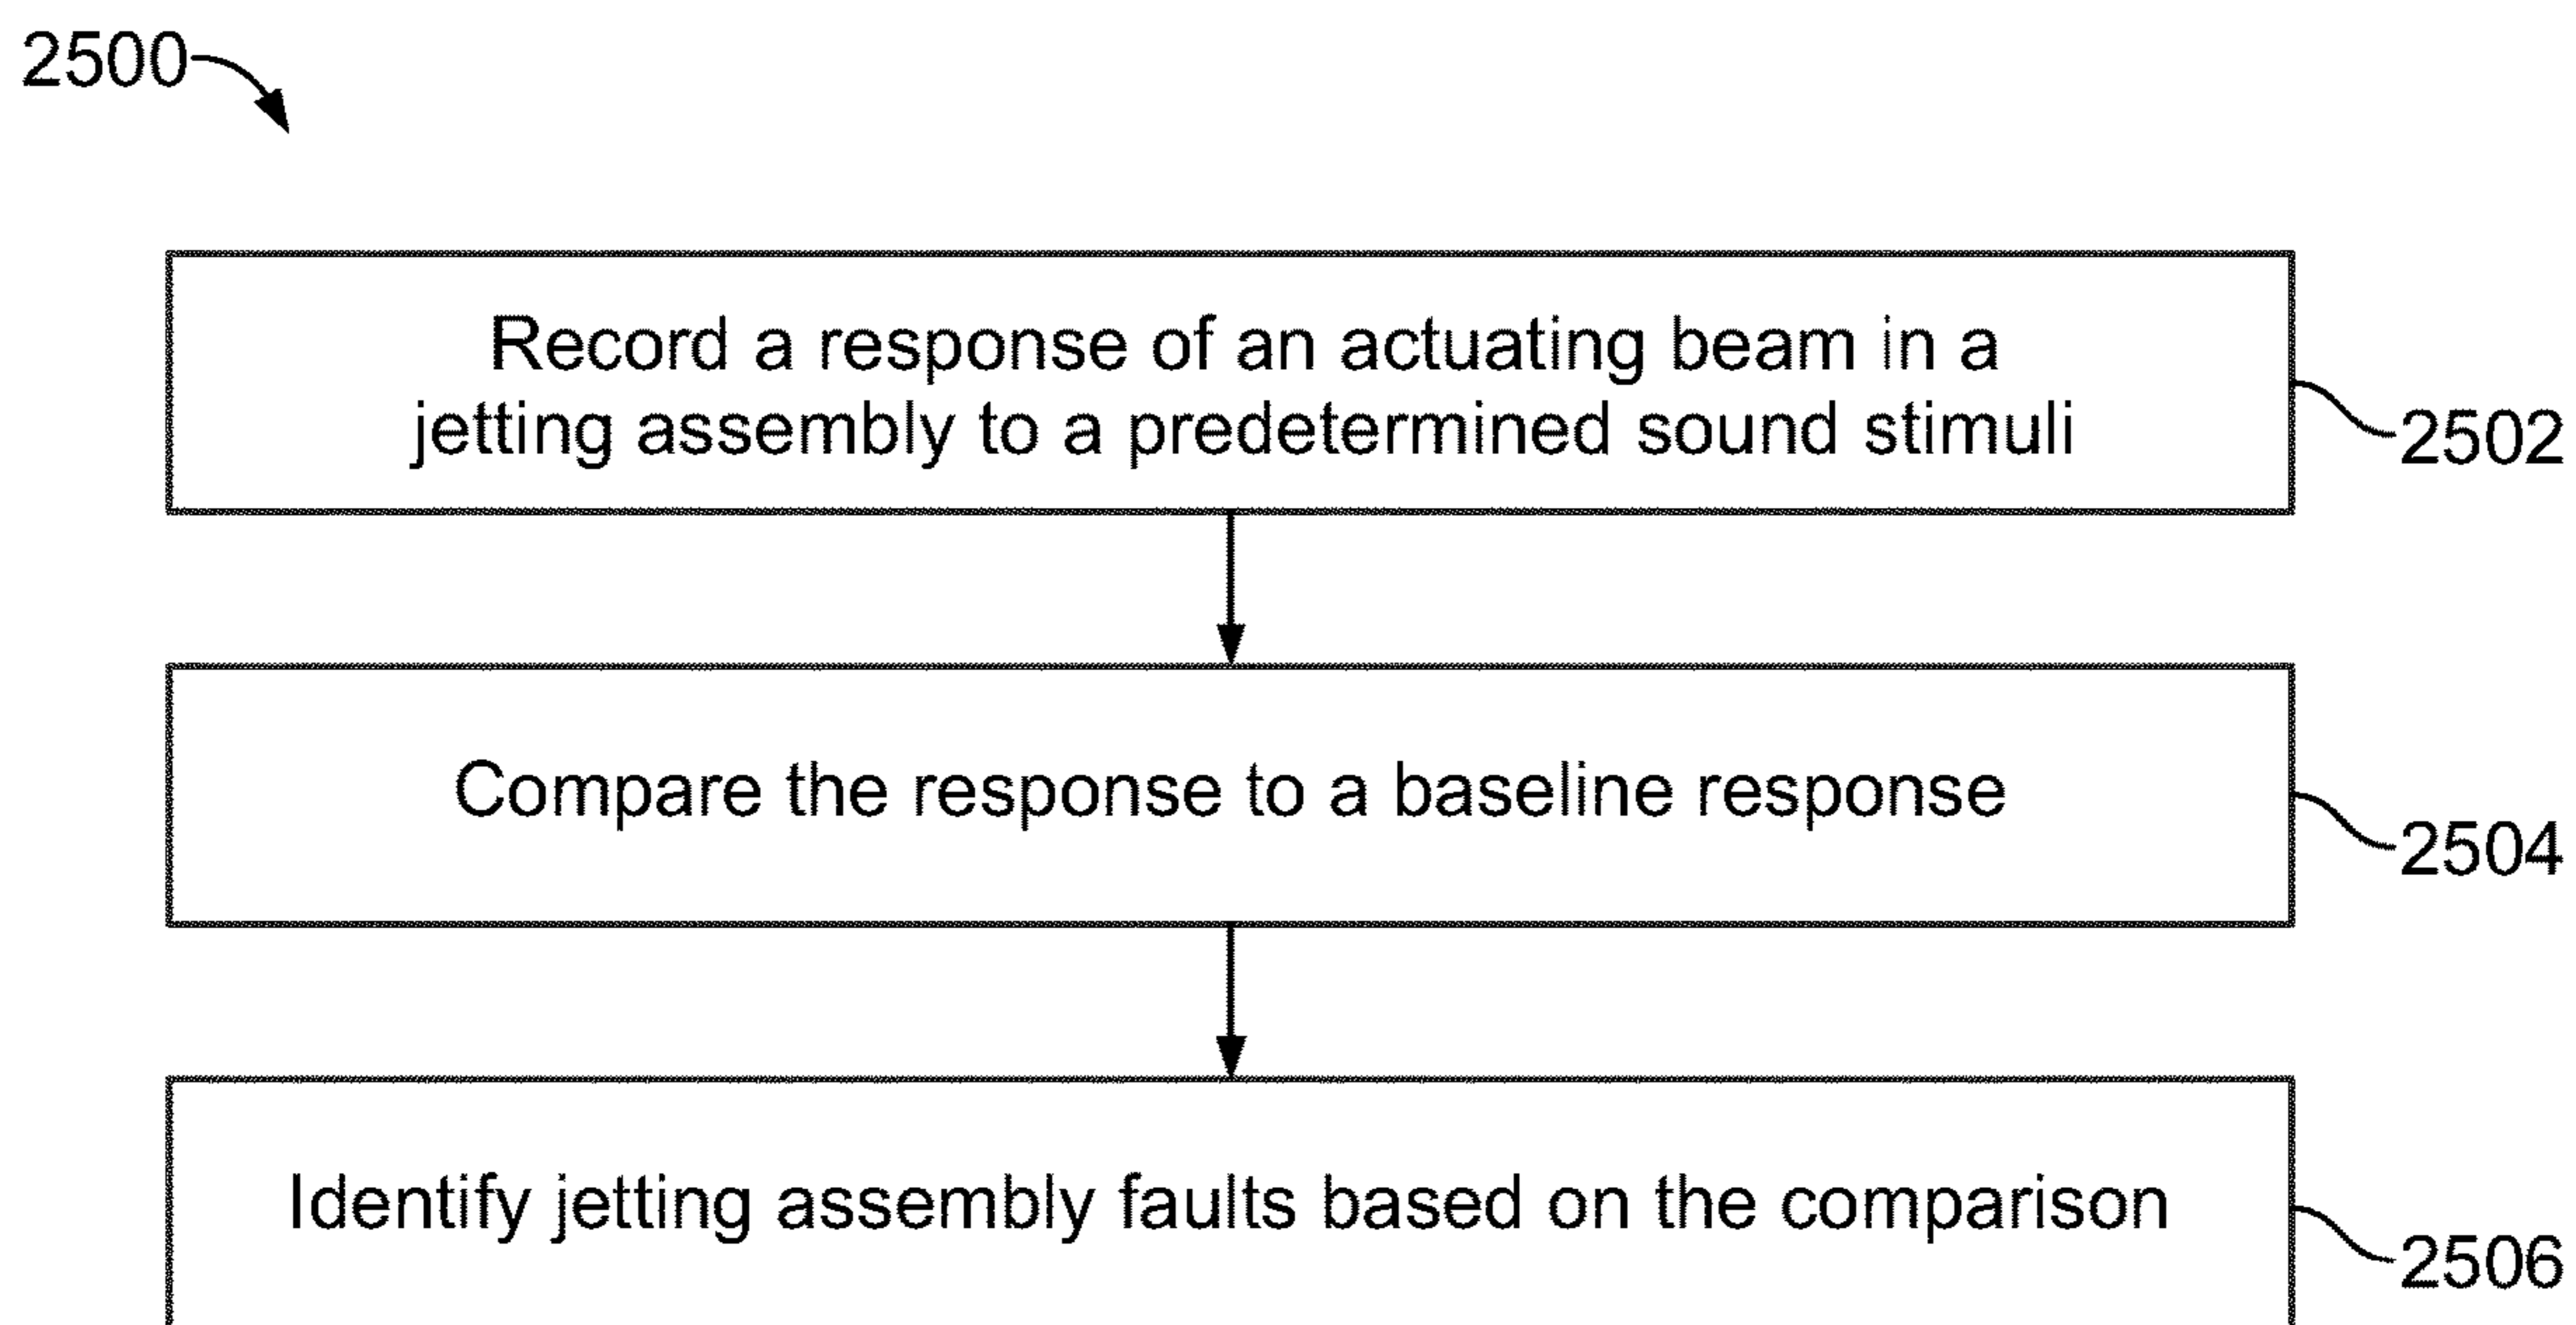 2500
Record a response of an actuating beam in a
jetting assembly to a predetermined sound stimuli
2502
Compare the response to a baseline response
2504
Identify jetting assembly faults based on the comparison
2506